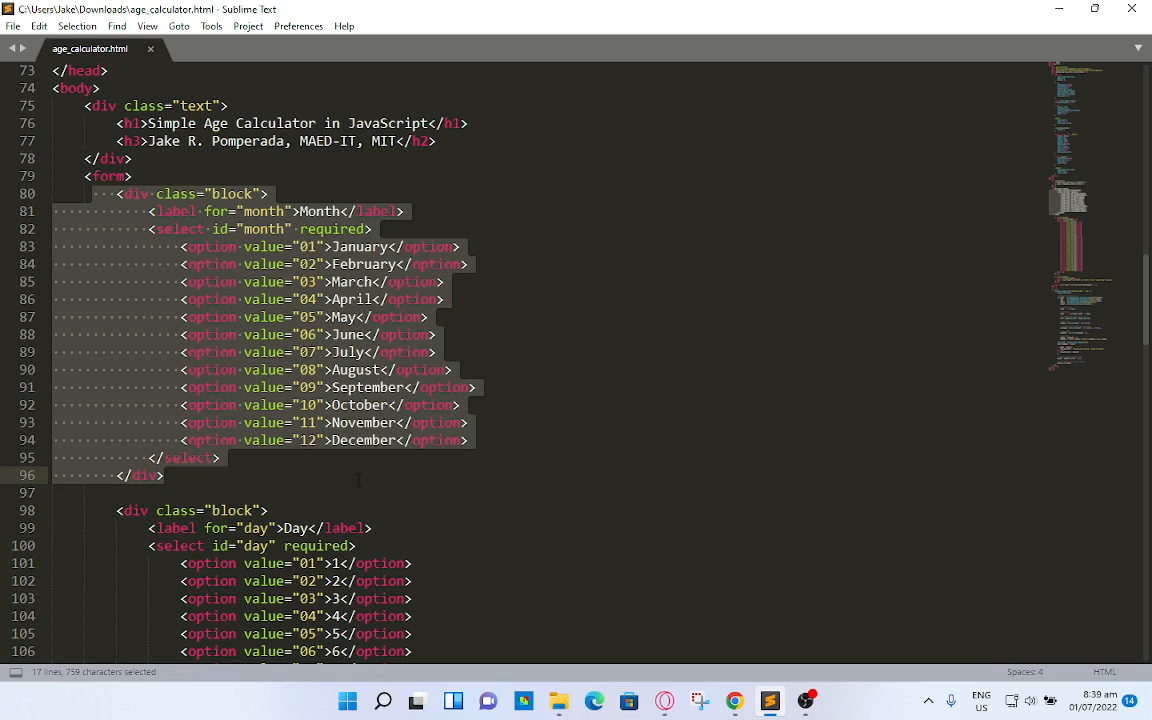 C:\Users\Jake\Downloads\age_calculator.html - Sublime Text
File Edit Selection Find View Goto Tools Project Preferences Help
age_calculator.html
73 </head>
74 <body>
75 <div class="text">
76 <h1>Simple Age Calculator in JavaScript</h1>
77 <h3>Jake R. Pomperada, MAED-IT, MIT</h2>
78 </div>
79 <form>
80 <div class="block">
81 <label for="month">Month</label>
82 <select id="month" required>
83 <option value="01">January</option>
84 <option value="02">February</option>
85 <option value="03">March</option>
86 <option value="04">April</option>
87 <option value="05">May</option>
88 <option value="06">June</option>
89 <option value="07">July</option>
90 <option value="08">August</option>
91 <option value="09">September</option>
92 <option value="10">October</option>
93 <option value="11">November</option>
94 <option value="12">December</option>
95 </select>
96 </div>
97
98 <div class="block">
99 <label for="day">Day</label>
100 <select id="day" required>
101 <option value="01">1</option>
102 <option value="02">2</option>
103 <option value="03">3</option>
104 <option value="04">4</option>
105 <option value="05">5</option>
106 <option value="06">6</option>
17 lines, 759 characters selected Spaces: 4 HTML
ENG 8:39 am
US 01/07/2022 14